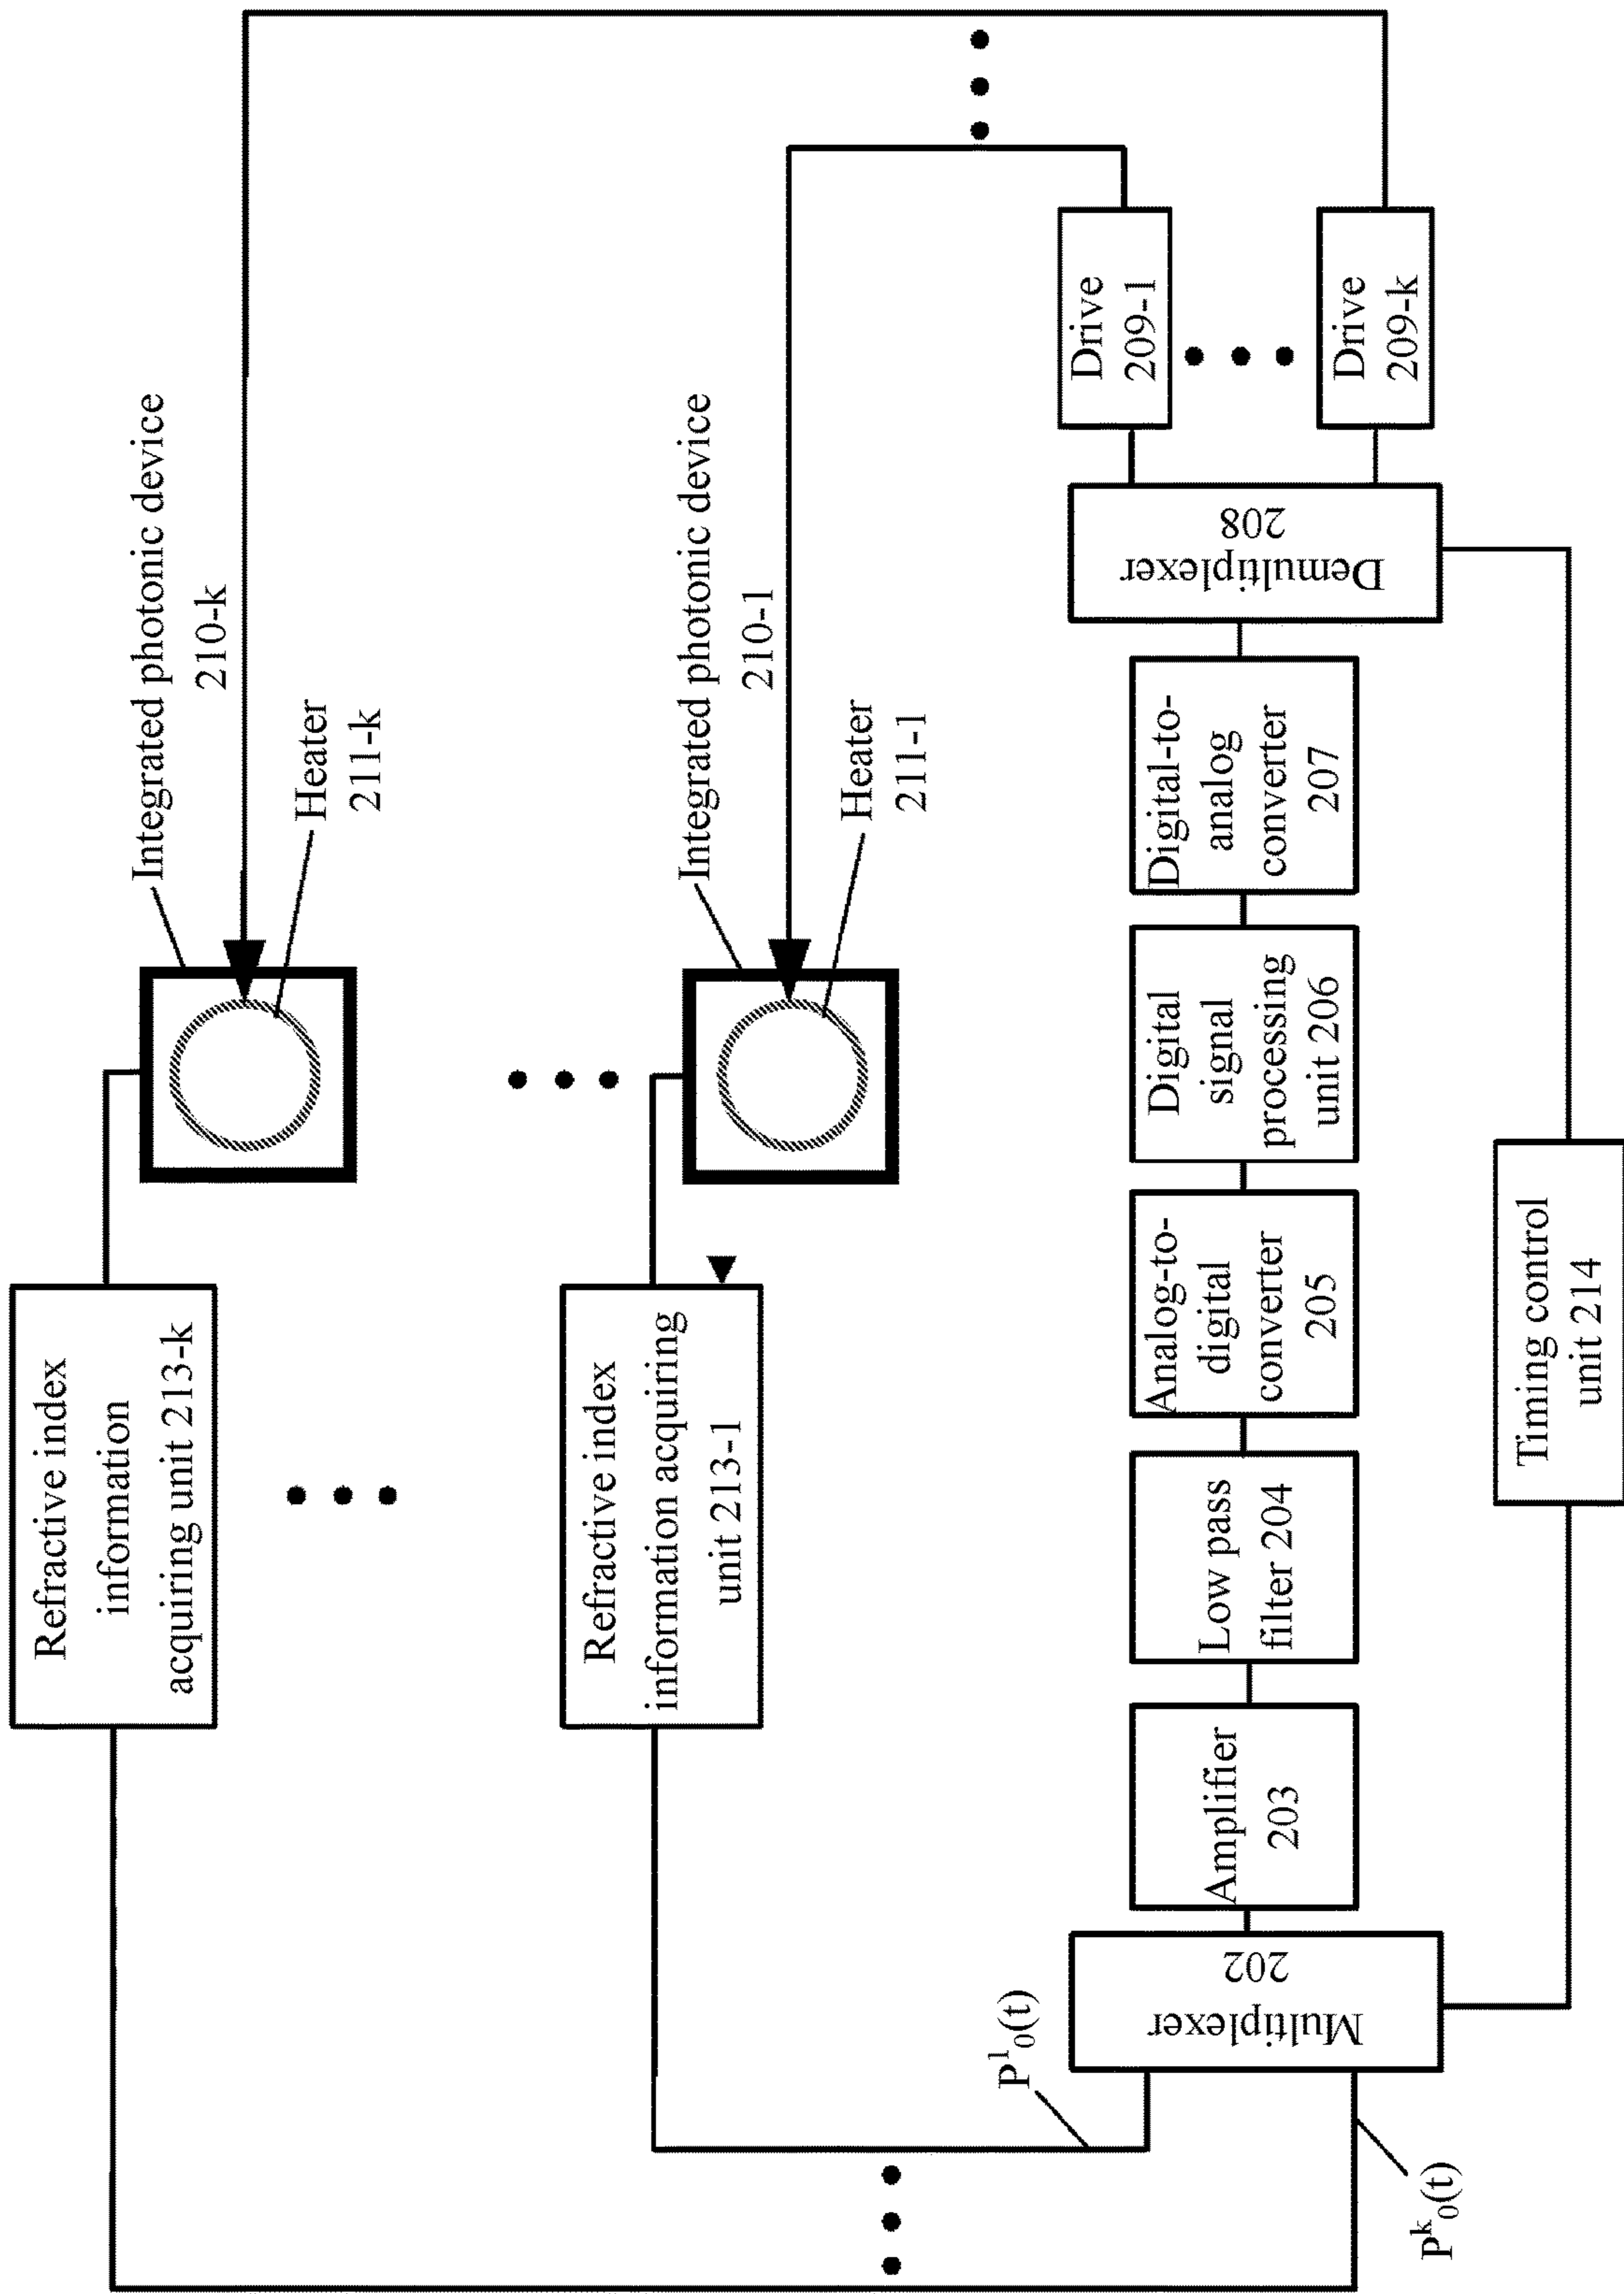 Refractive index
information
acquiring unit 213-k
Integrated photonic device
210-k
Heater
211-k
Refractive index
information acquiring
unit 213-1
Integrated photonic device
210-1
Heater
211-1
P¹₀(t)
Pᵏ₀(t)
Multiplexer
202
Amplifier
203
Low pass
filter 204
Analog-to-
digital
converter
205
Digital
signal
processing
unit 206
Digital-to-
analog
converter
207
Demultiplexer
208
Drive
209-1
Drive
209-k
Timing control
unit 214